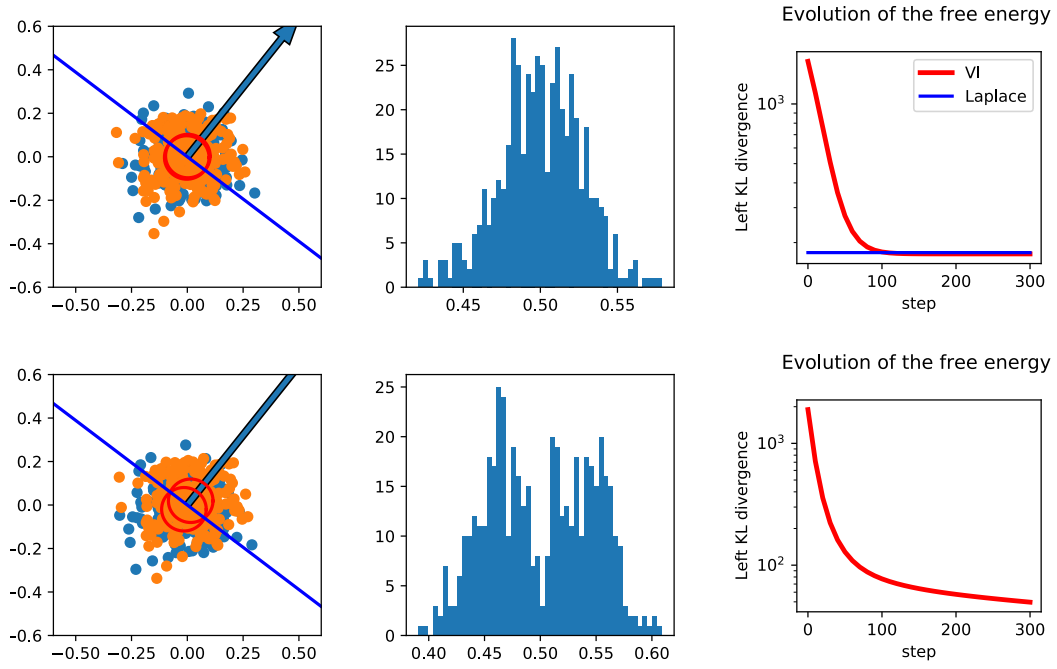 Evolution of the free energy
0.6
0.4
0.2
0.0
−0.2
−0.4
−0.6
−0.50 −0.25 0.00 0.25 0.50
25
20
15
10
5
0
0.45 0.50 0.55
VI
Laplace
10³
Left KL divergence
0 100 200 300
step
Evolution of the free energy
0.6
0.4
0.2
0.0
−0.2
−0.4
−0.6
−0.50 −0.25 0.00 0.25 0.50
25
20
15
10
5
0
0.40 0.45 0.50 0.55 0.60
10³
10²
Left KL divergence
0 100 200 300
step